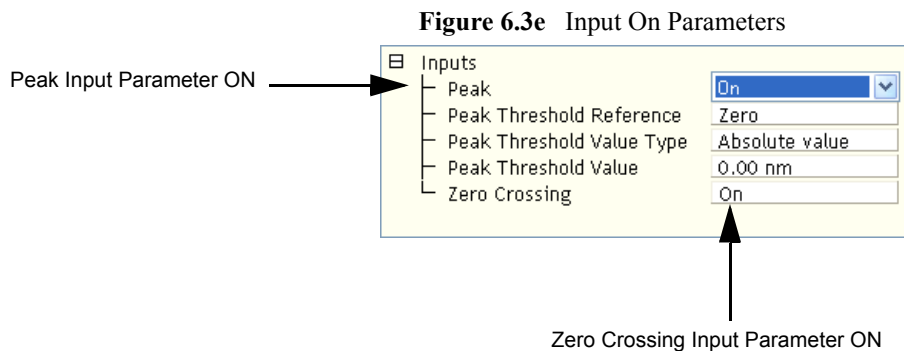 Figure 6.3e Input On Parameters
Inputs
Peak Input Parameter ON
Peak On
Peak Threshold Reference Zero
Peak Threshold Value Type Absolute value
Peak Threshold Value 0.00 nm
Zero Crossing On
Zero Crossing Input Parameter ON